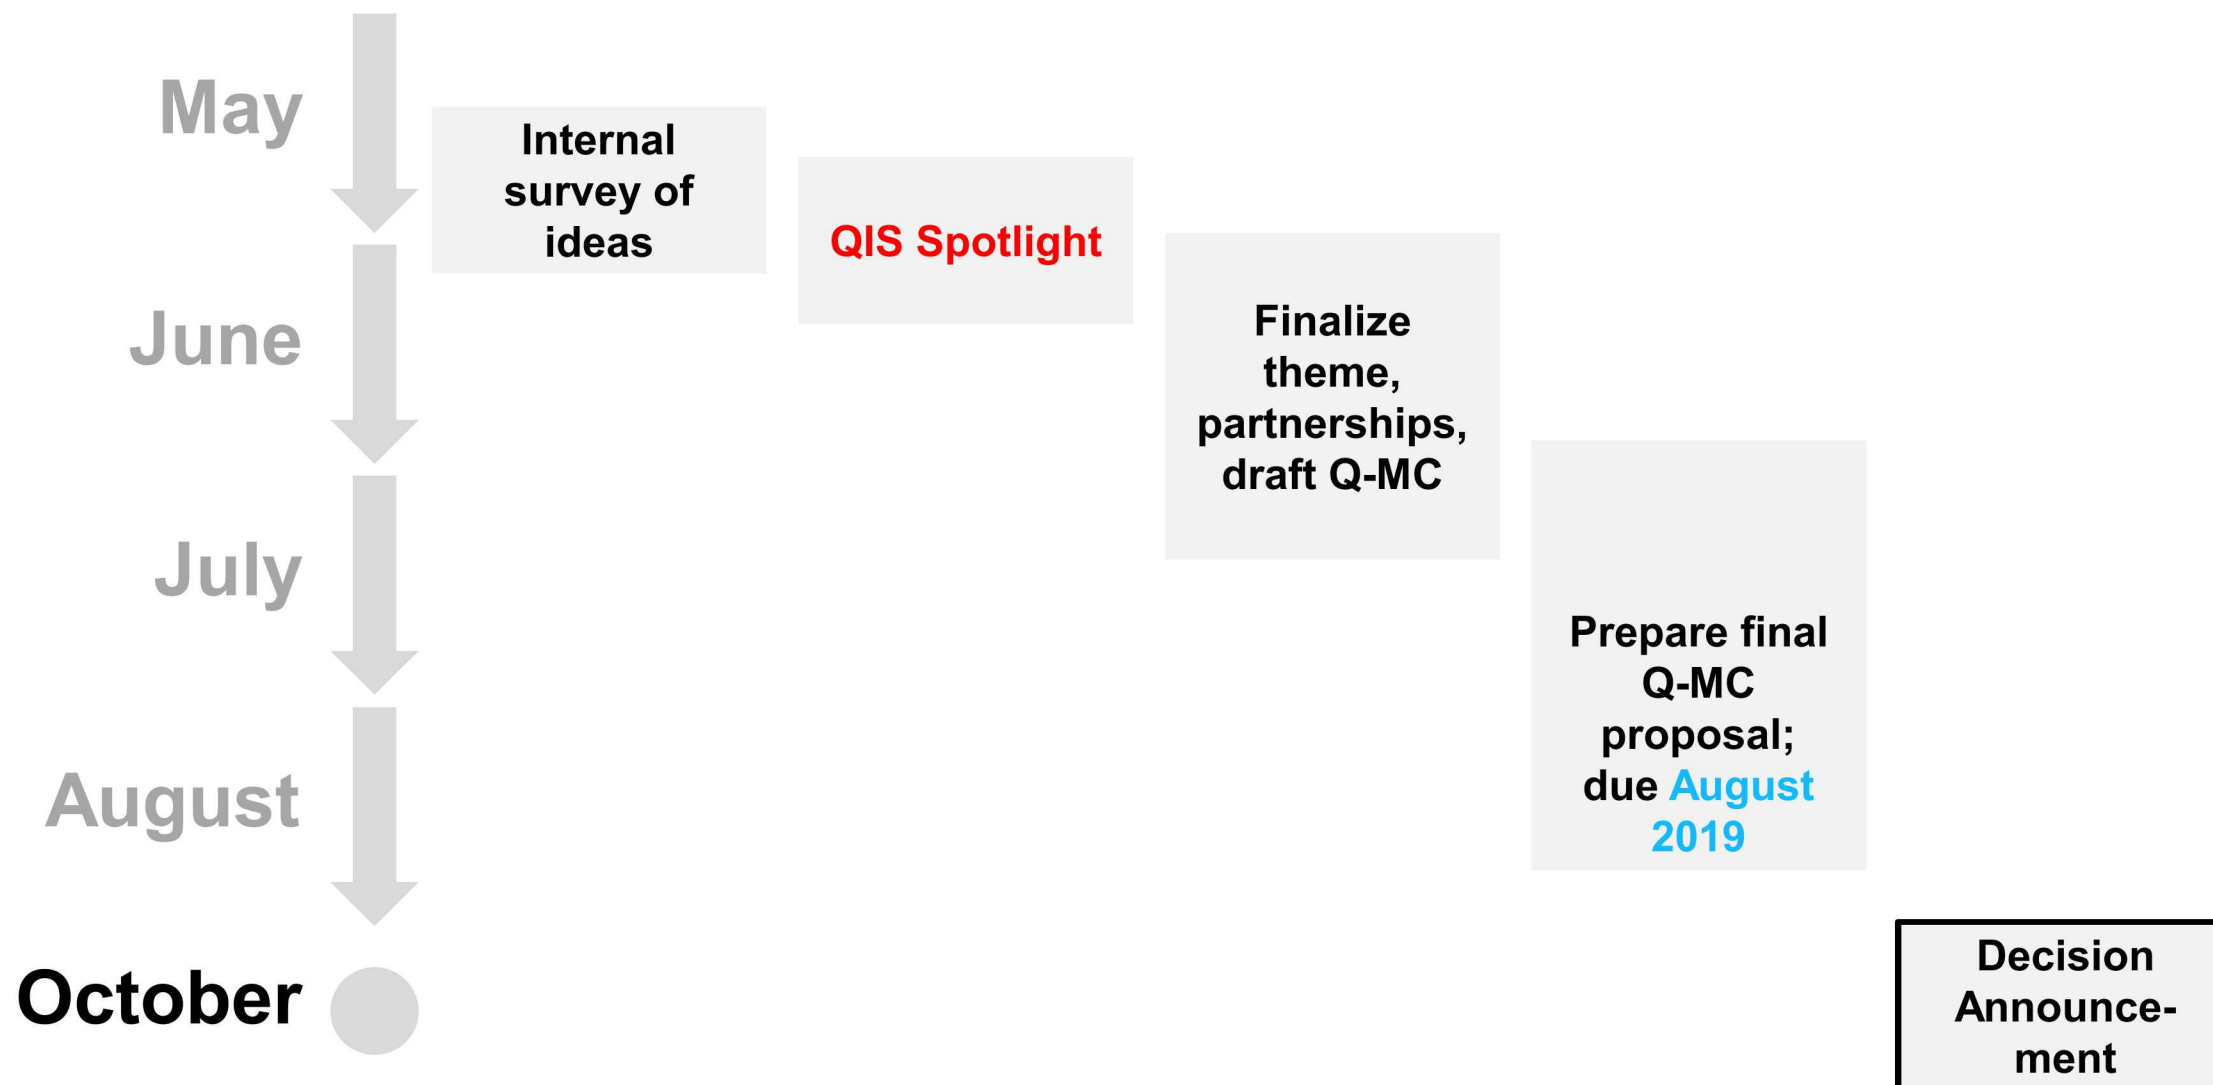 May
Internal
survey of
ideas
QIS Spotlight
June
Finalize
theme,
partnerships,
draft Q-MC
July
Prepare final
Q-MC
proposal;
due August
2019
August
October
Decision
Announce-
ment